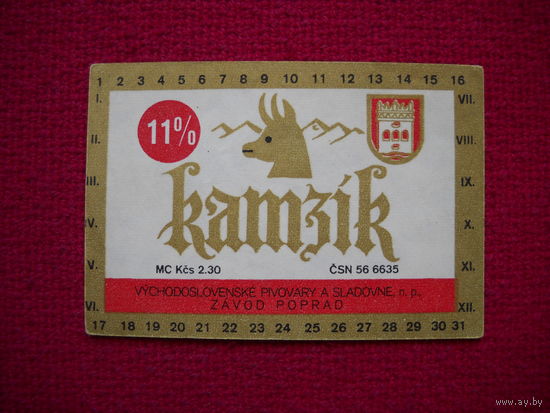 1 2 3 4 5 6 7 8 9 10 11 12 13 14 15 16
I. VII.
II. VIII.
III. IX.
IV. X.
V. XI.
VI. XII.
11%
kamzík
MC Kčs 2.30 ČSN 56 6635
VÝCHODOSLOVENSKÉ PIVOVARY A SLADOVNE, n. p.,
ZÁVOD POPRAD
17 18 19 20 21 22 23 24 25 26 27 28 29 30 31
www.ay.by